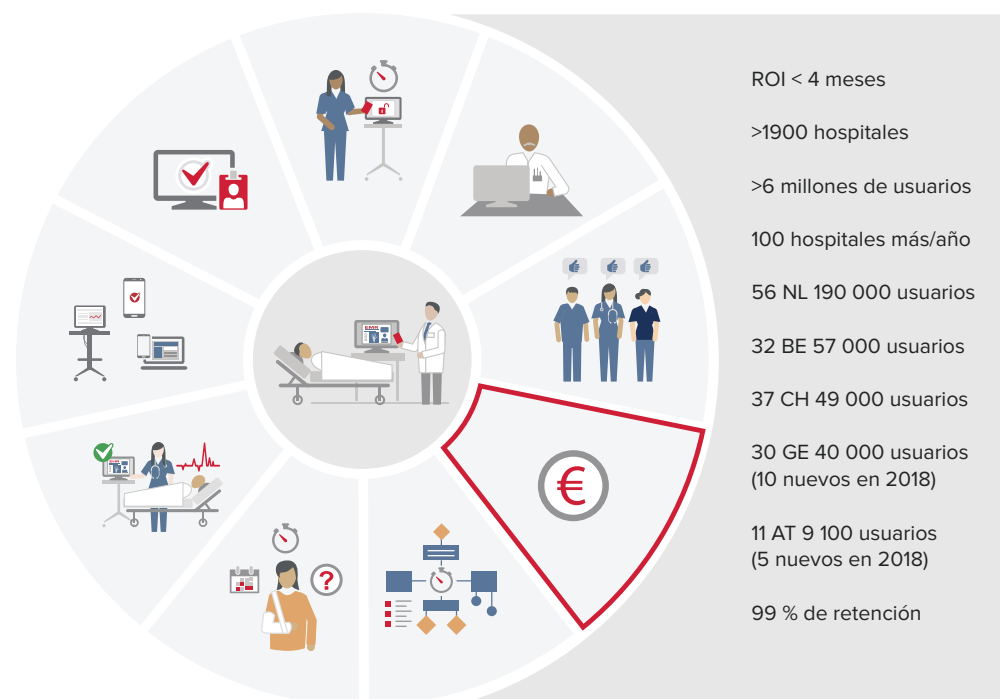 ROI < 4 meses
>1900 hospitales
>6 millones de usuarios
100 hospitales más/año
56 NL 190 000 usuarios
32 BE 57 000 usuarios
37 CH 49 000 usuarios
30 GE 40 000 usuarios
(10 nuevos en 2018)
11 AT 9 100 usuarios
(5 nuevos en 2018)
99 % de retención
EMR
EMR
€
?